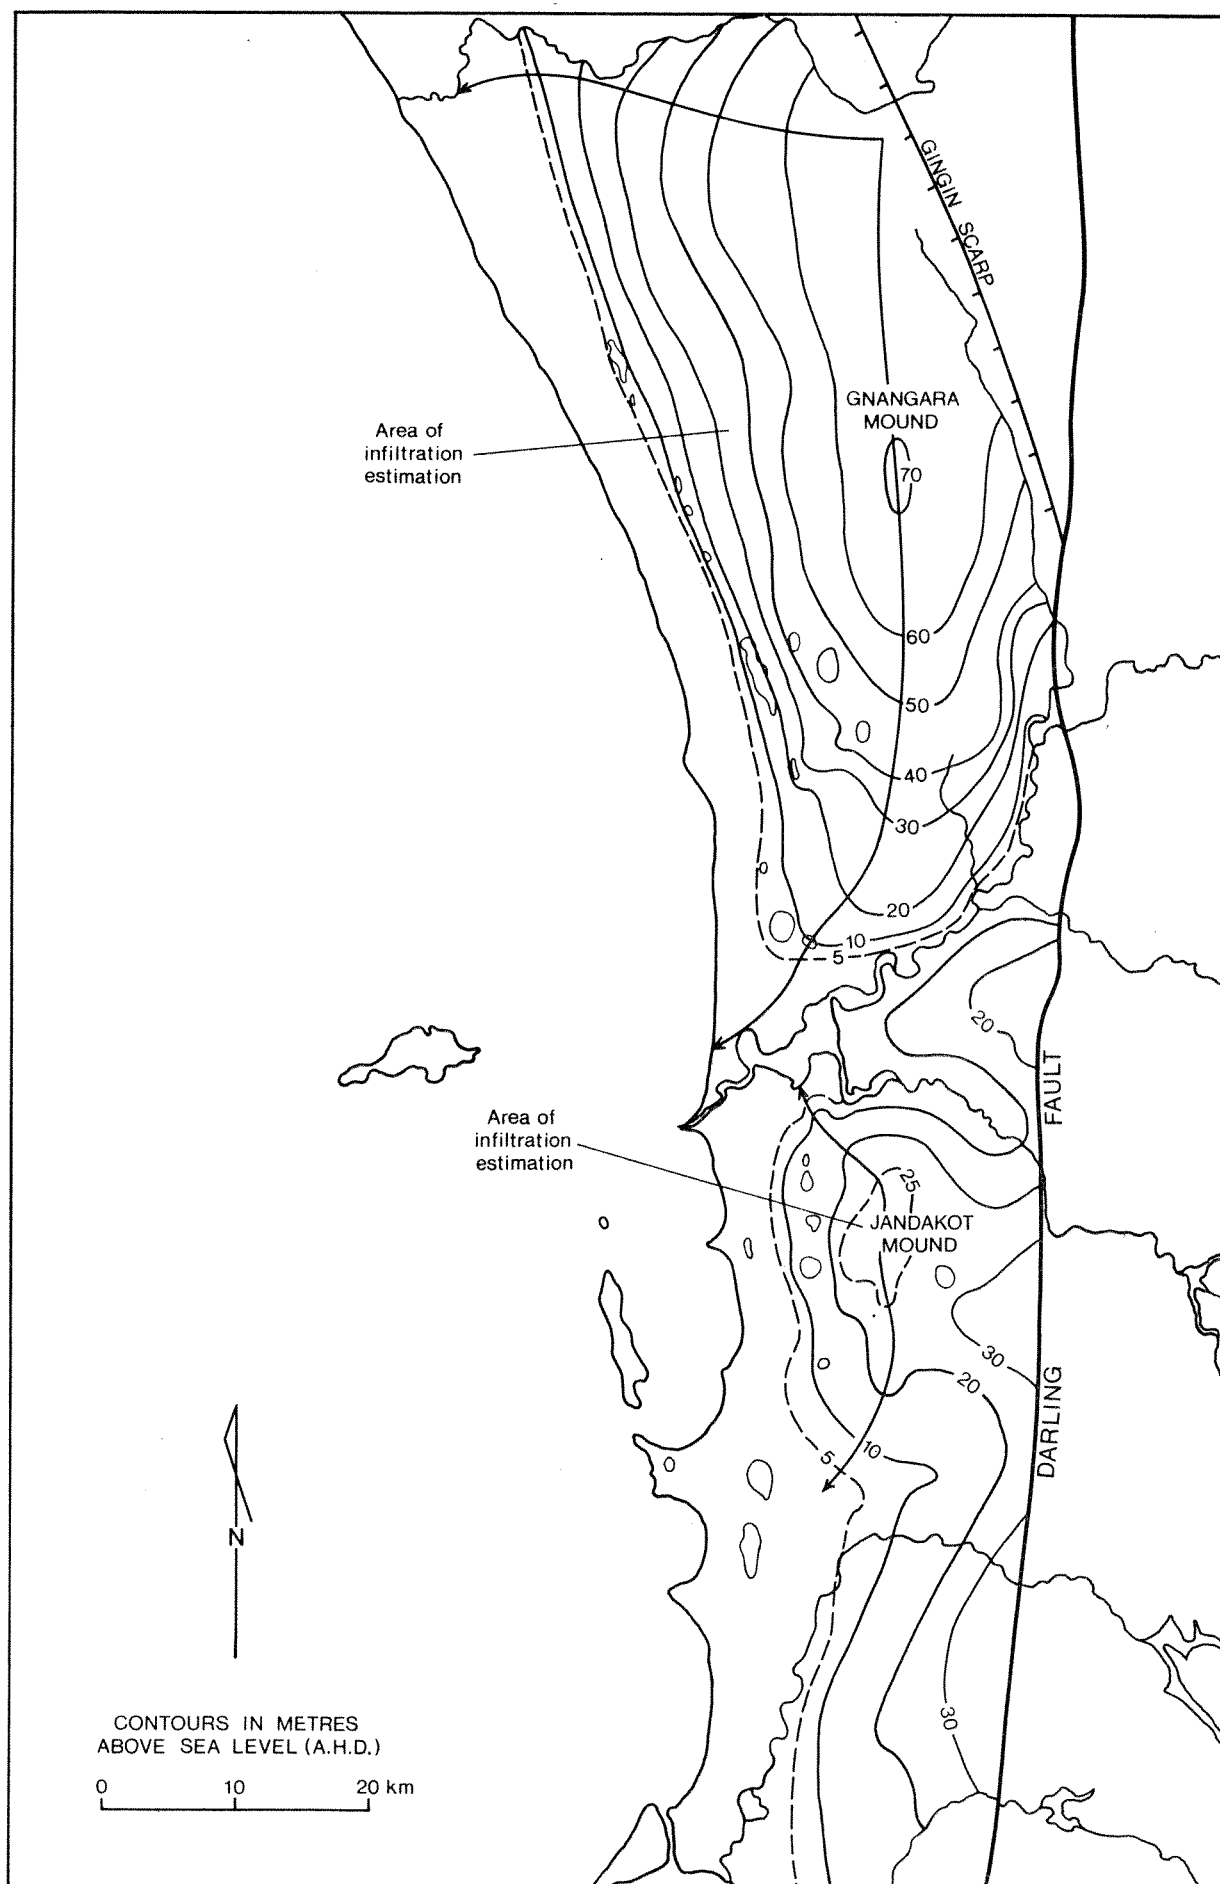 GINGIN SCARP
GNANGARA
MOUND
70
Area of
infiltration
estimation
60
50
40
30
20
10
5
20
FAULT
Area of
infiltration
estimation
25
JANDAKOT
MOUND
30
20
DARLING
10
5
N
30
CONTOURS IN METRES
ABOVE SEA LEVEL (A.H.D.)
0 10 20 km